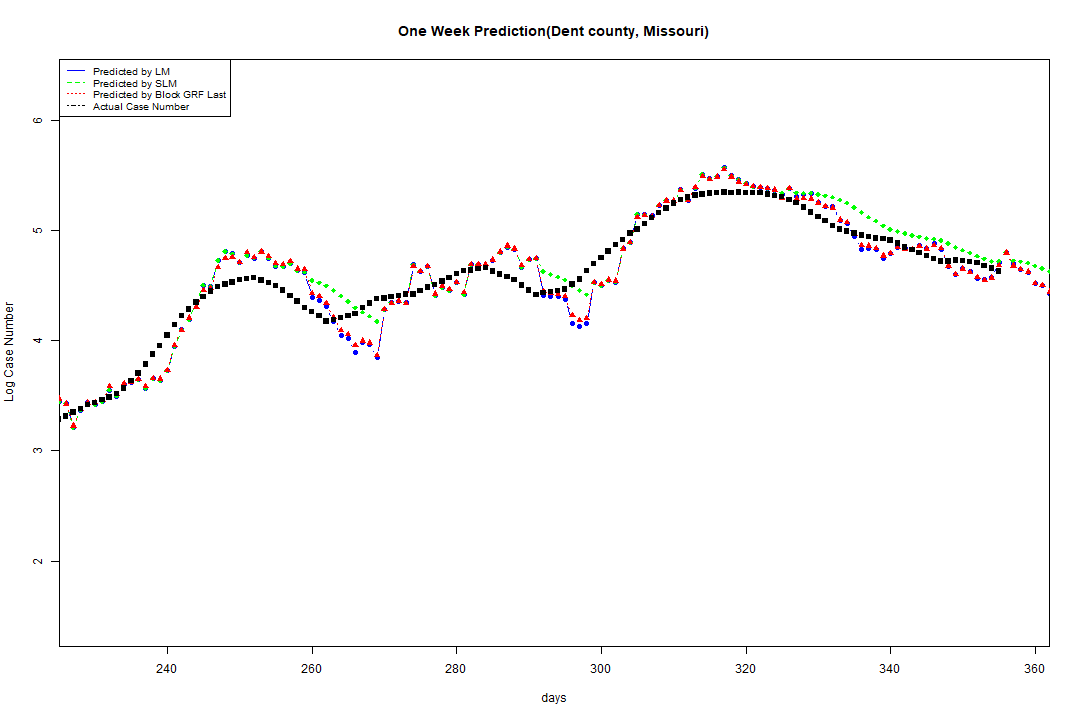 One Week Prediction(Dent county, Missouri)
Predicted by LM
Predicted by SLM
Predicted by Block GRF Last
Actual Case Number
6
5
4
3
2
Log Case Number
240 260 280 300 320 340 360
days